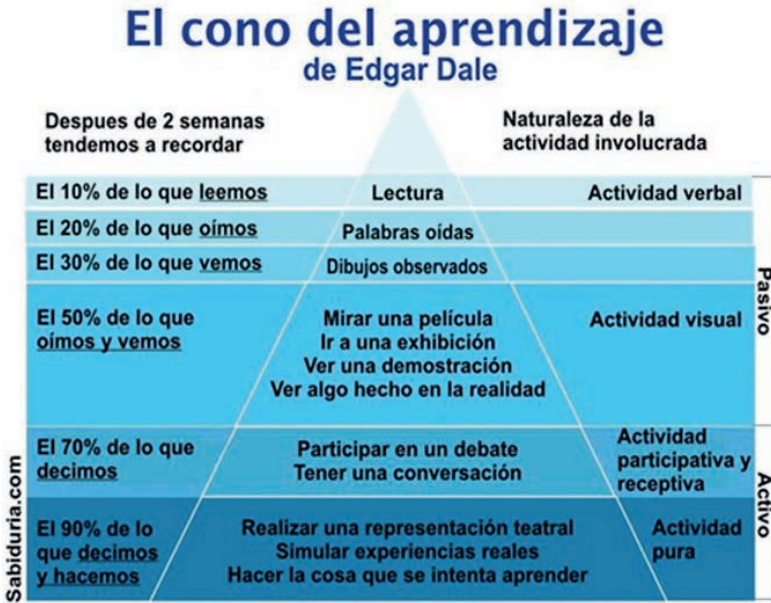 El cono del aprendizaje
de Edgar Dale
Despues de 2 semanas
tendemos a recordar
Naturaleza de la
actividad involucrada
El 10% de lo que leemos
Lectura
Actividad verbal
El 20% de lo que oímos
Palabras oídas
El 30% de lo que vemos
Dibujos observados
El 50% de lo que
oímos y vemos
Mirar una película
Ir a una exhibición
Ver una demostración
Ver algo hecho en la realidad
Actividad visual
Pasivo
El 70% de lo que
decimos
Participar en un debate
Tener una conversación
Actividad
participativa y
receptiva
El 90% de lo
que decimos
y hacemos
Realizar una representación teatral
Simular experiencias reales
Hacer la cosa que se intenta aprender
Actividad
pura
Activo
Sabiduria.com